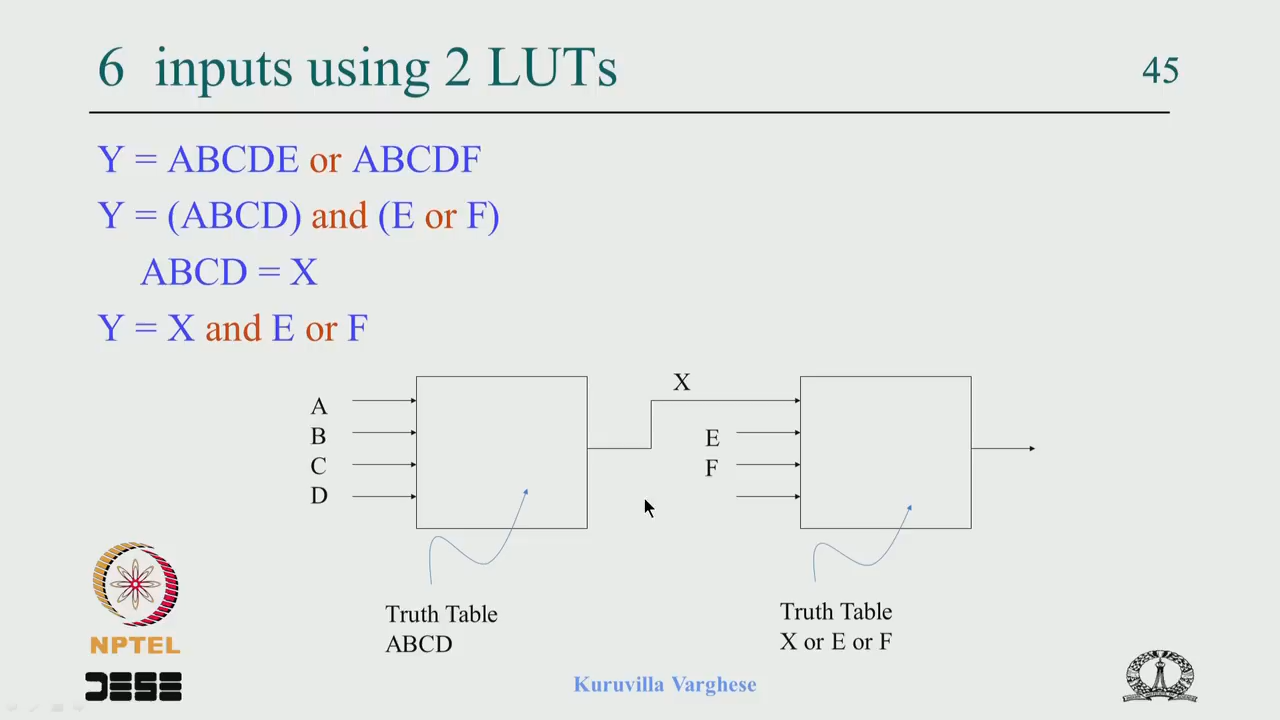 6 inputs using 2 LUTs
45
Y = ABCDE or ABCDF
Y = (ABCD) and (E or F)
ABCD = X
Y = X and E or F
X
A
B
C
D
E
F
Truth Table
ABCD
Truth Table
X or E or F
NPTEL
DESE
Kuruvilla Varghese